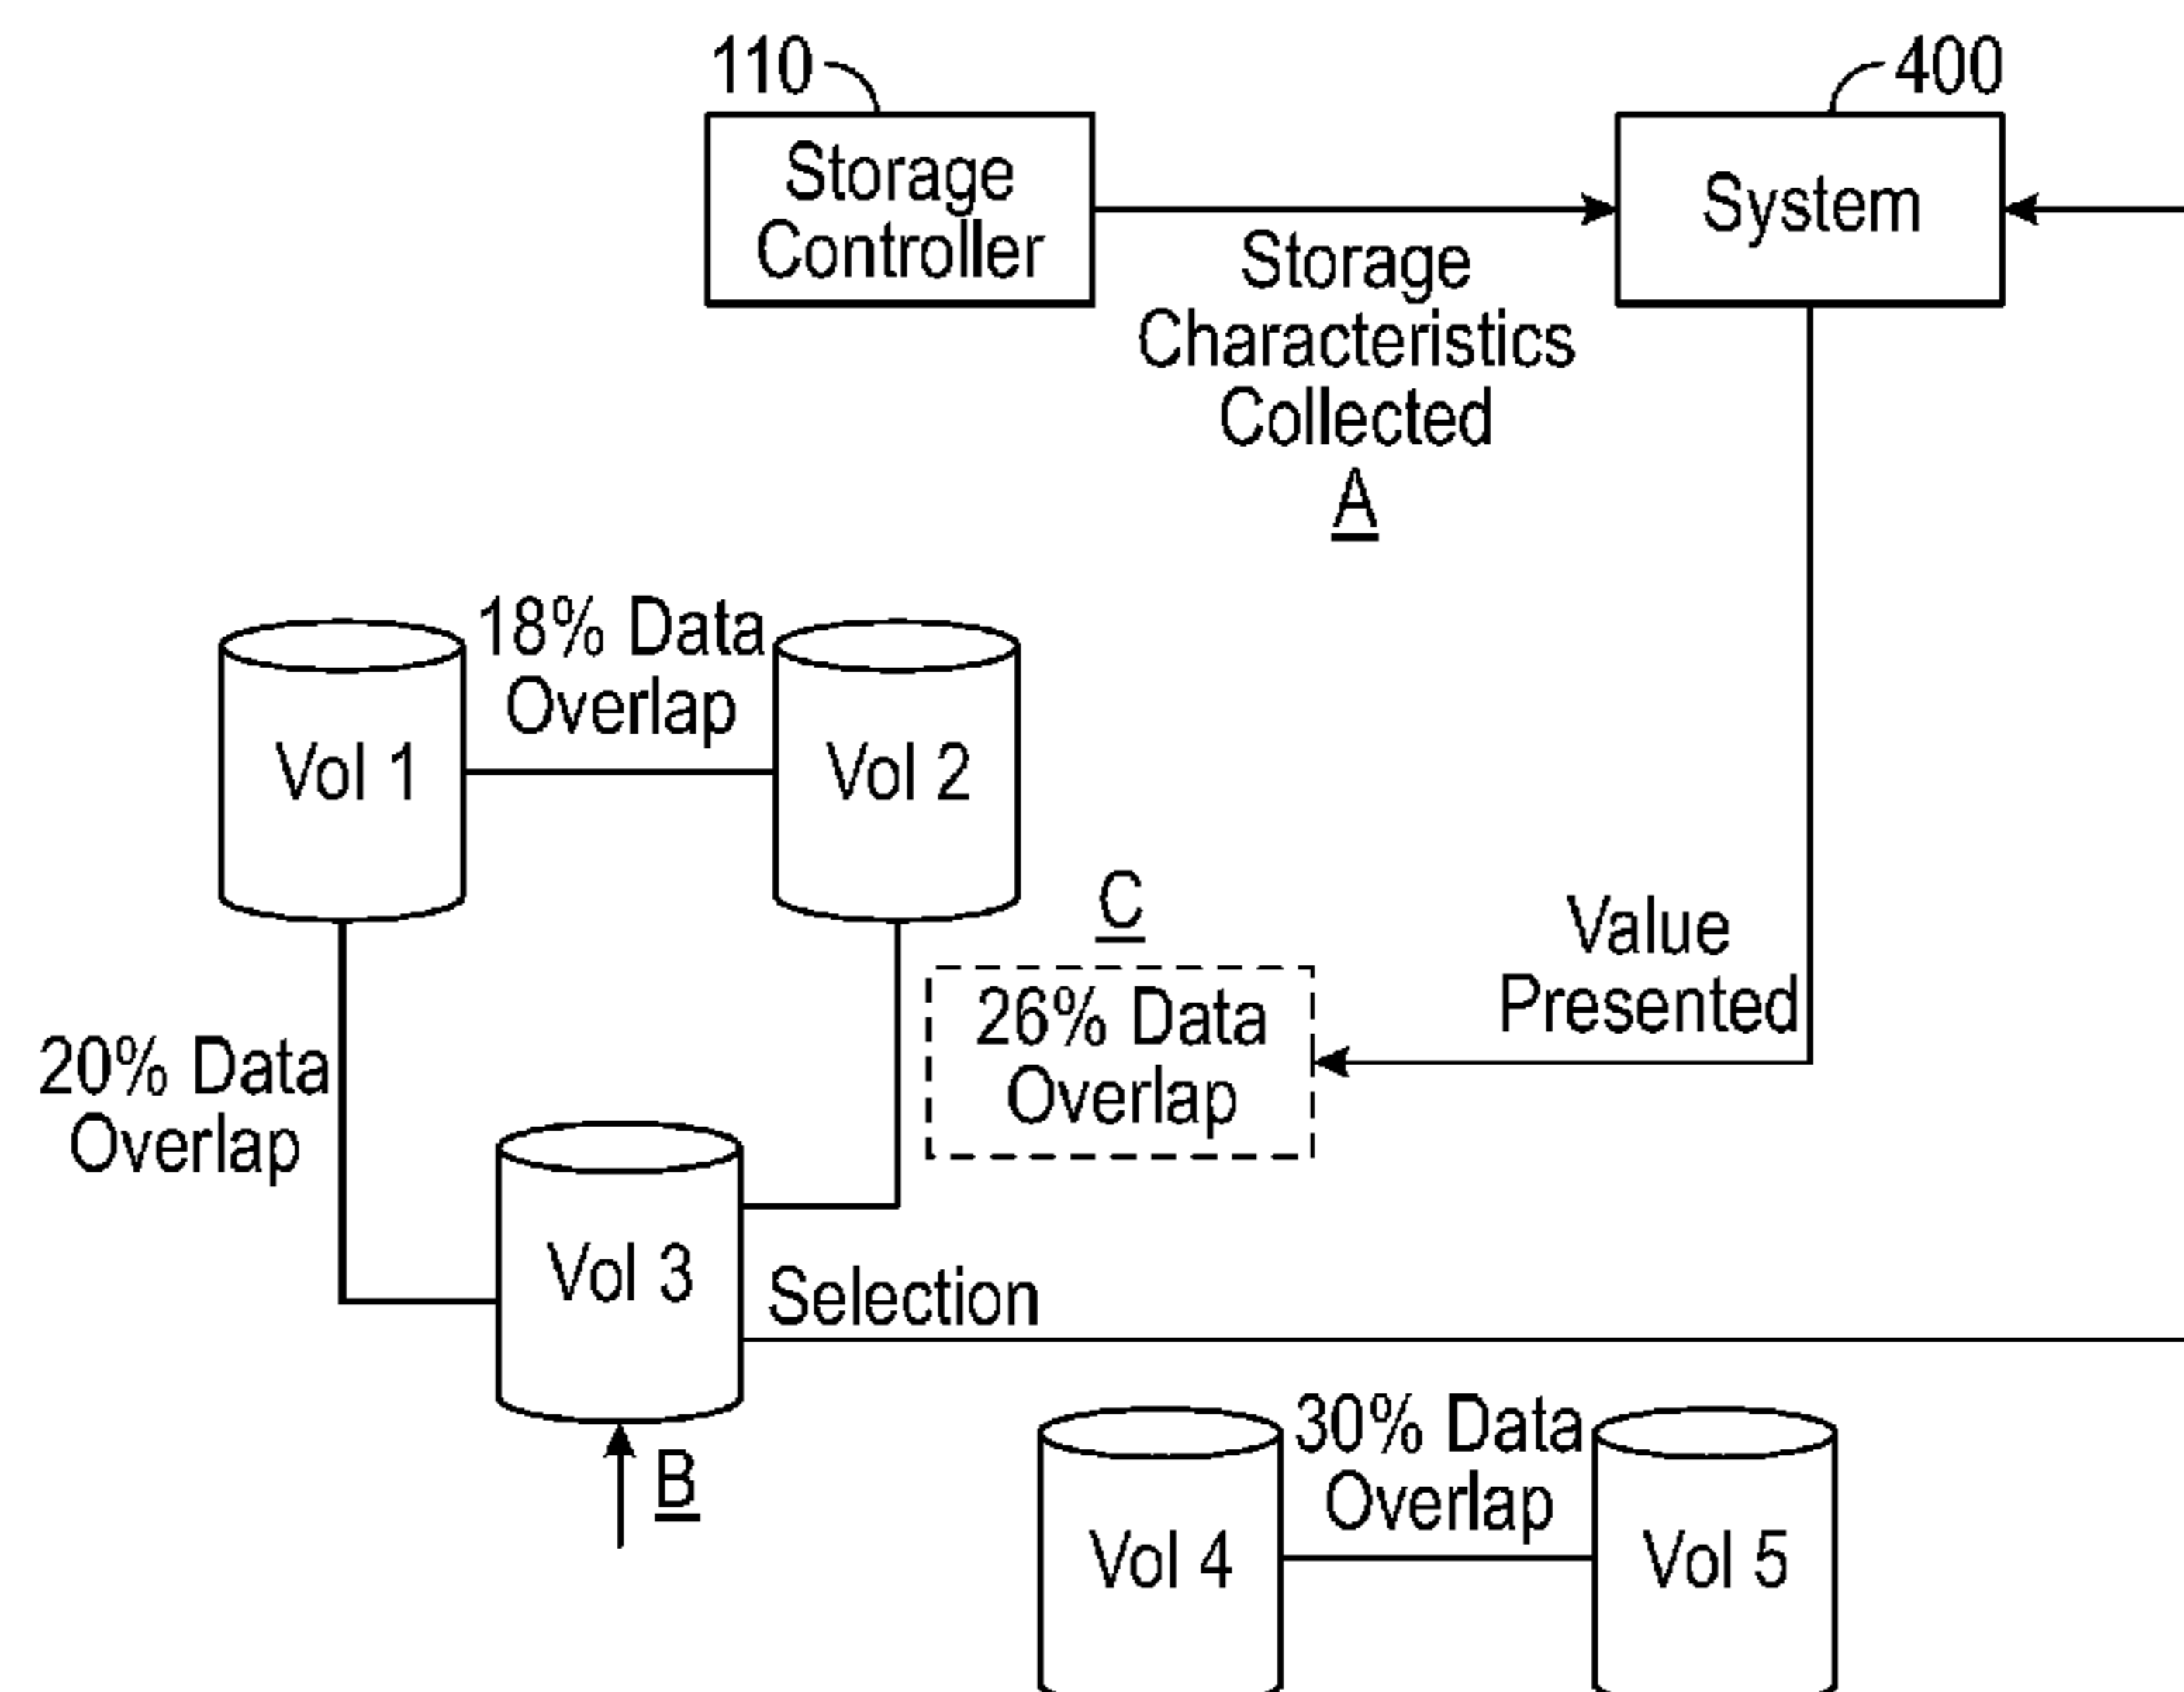 110
400
Storage
Controller
System
Storage
Characteristics
Collected
A
18% Data
Overlap
Vol 1
Vol 2
C
Value
Presented
26% Data
Overlap
20% Data
Overlap
Vol 3
Selection
B
30% Data
Overlap
Vol 4
Vol 5